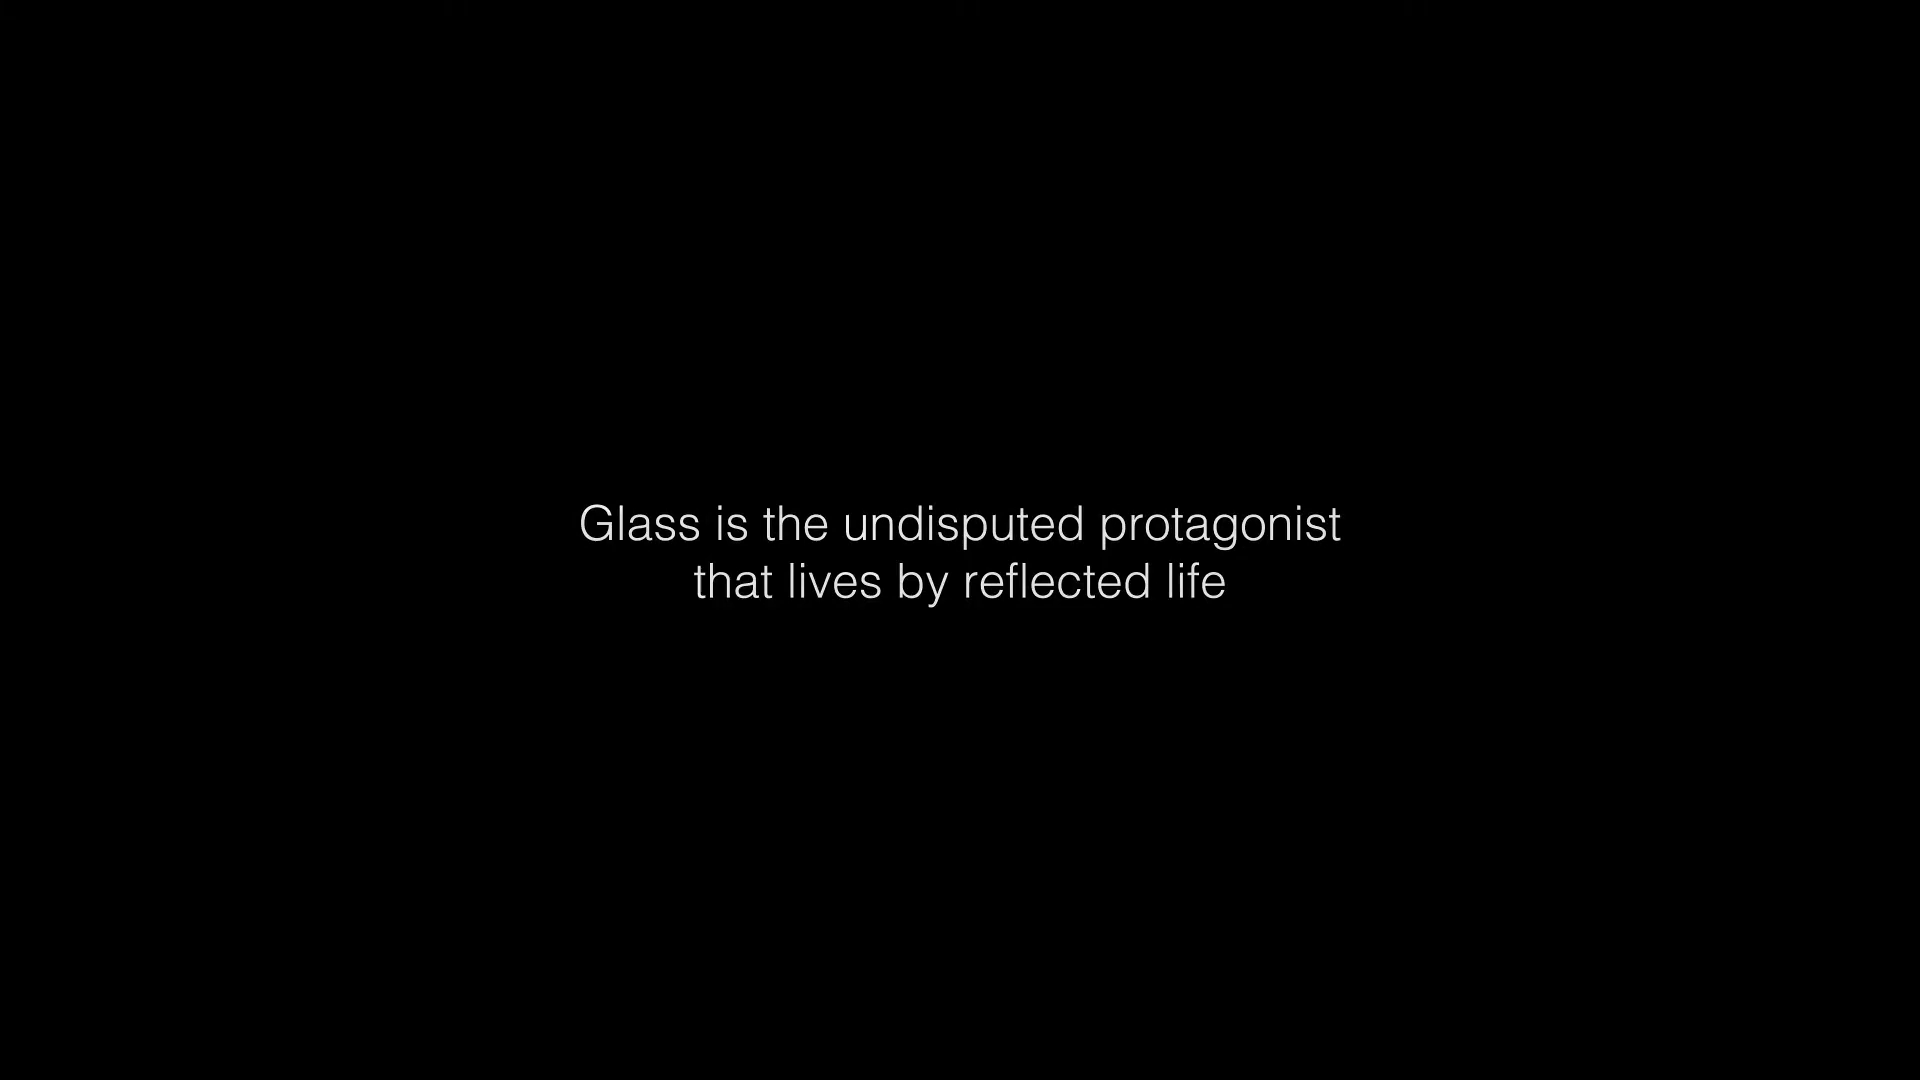 Glass is the undisputed protagonist
that lives by reflected life